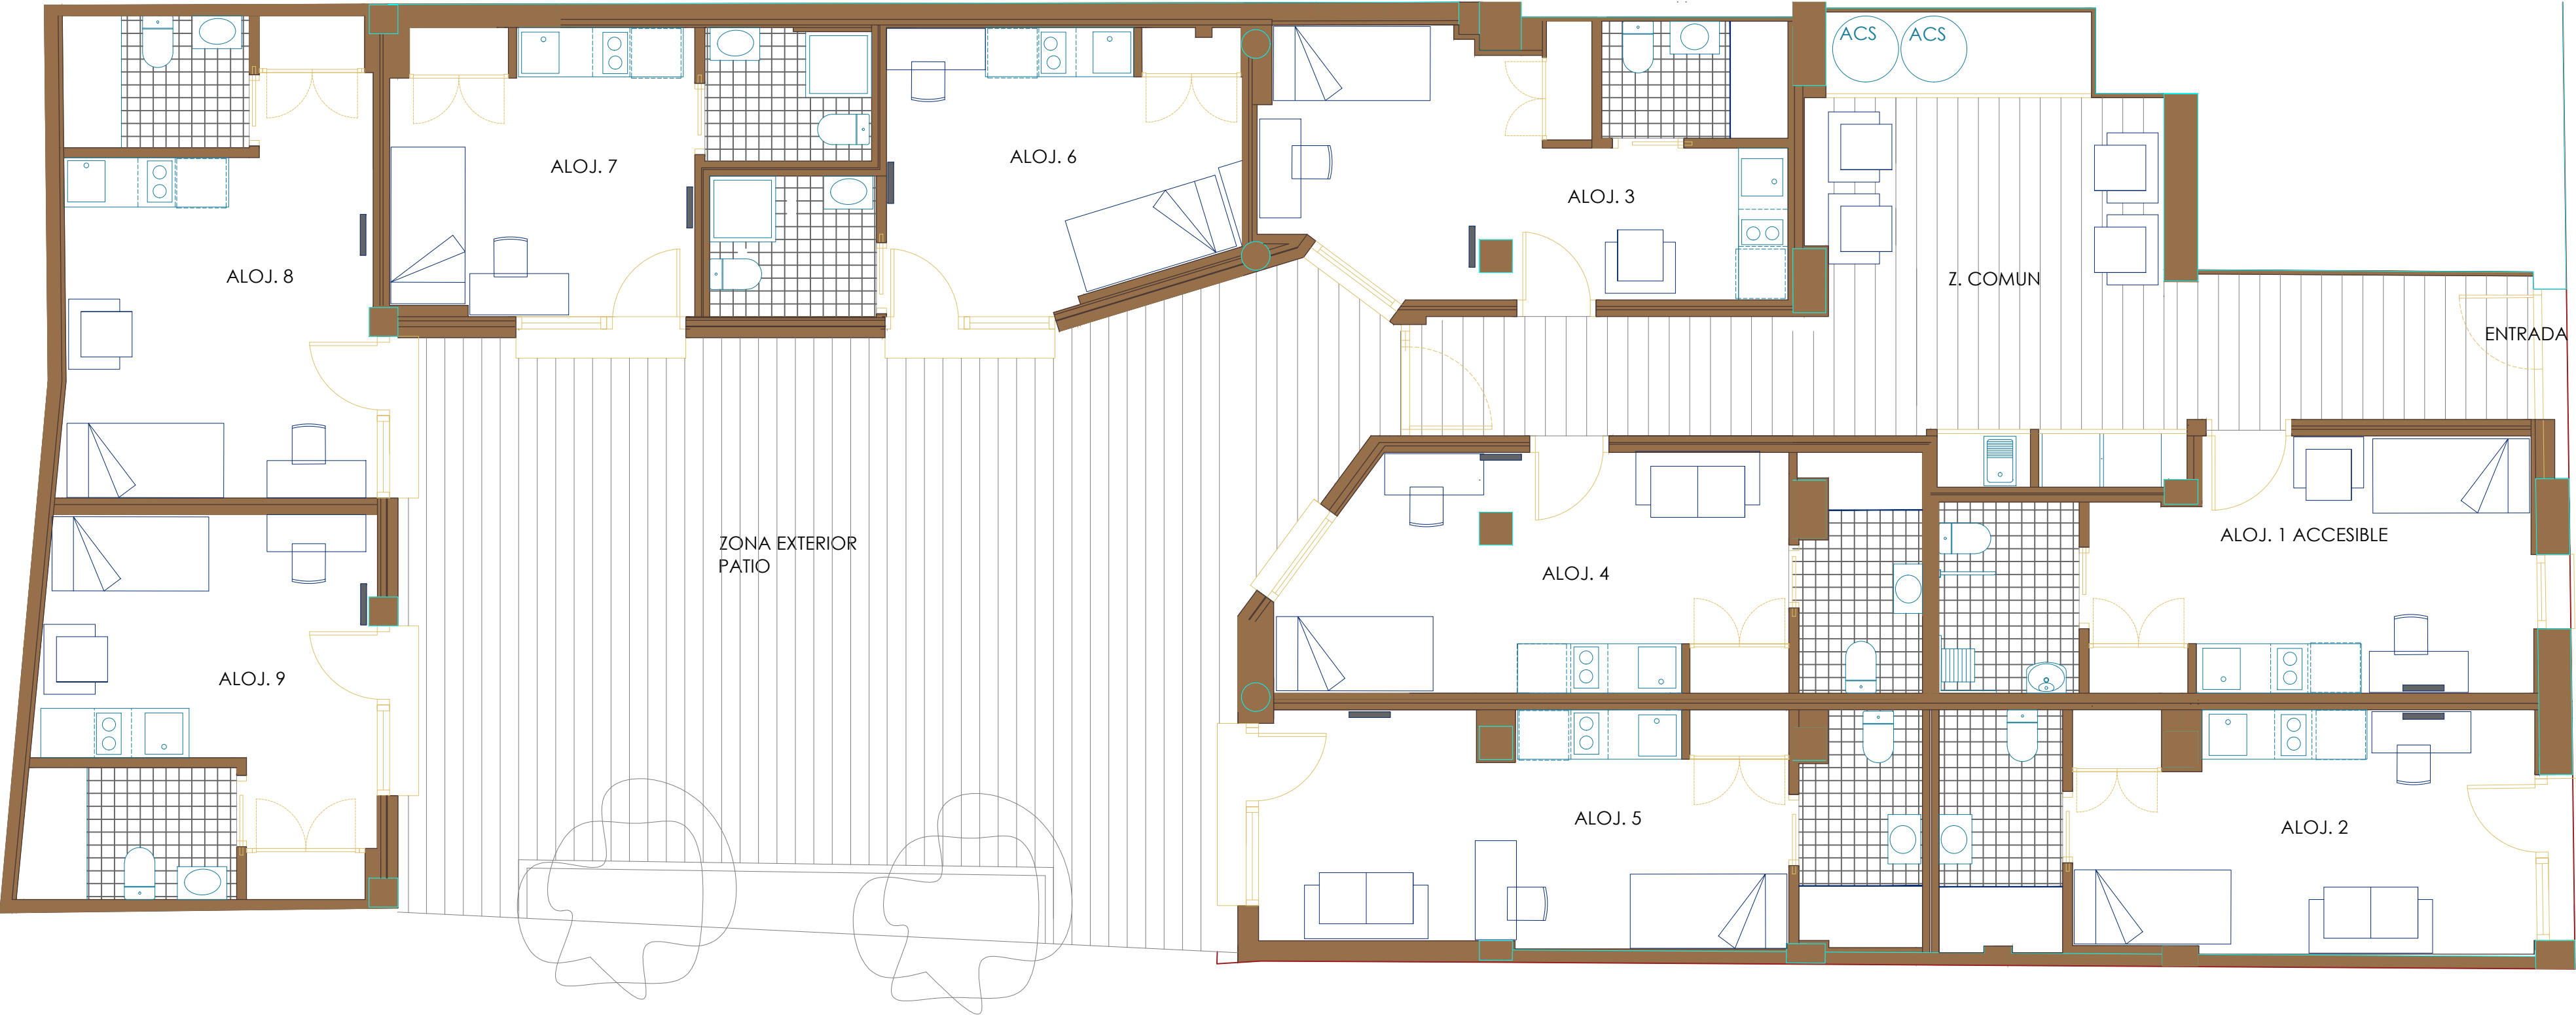 ACS
ACS
ALOJ. 7
ALOJ. 6
ALOJ. 3
ALOJ. 8
Z. COMUN
ENTRADA
ZONA EXTERIOR
PATIO
ALOJ. 4
ALOJ. 1 ACCESIBLE
ALOJ. 9
ALOJ. 5
ALOJ. 2